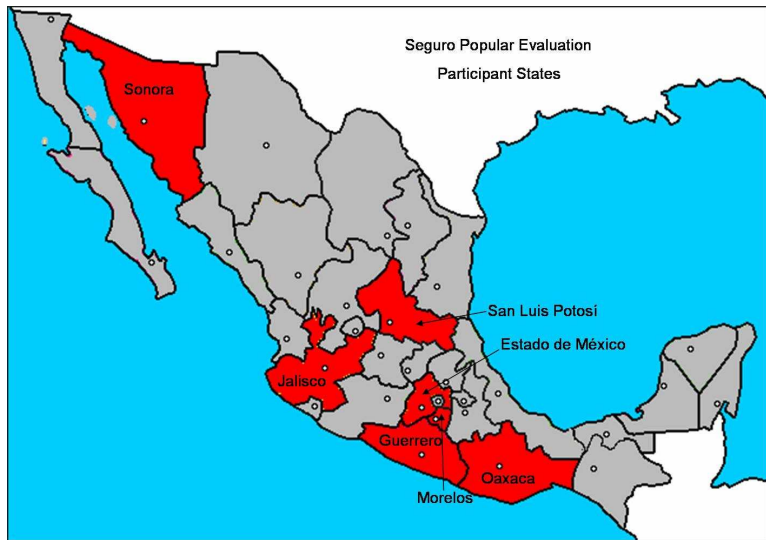 Seguro Popular Evaluation
Participant States
Sonora
San Luis Potosí
Estado de México
Jalisco
Guerrero
Oaxaca
Morelos